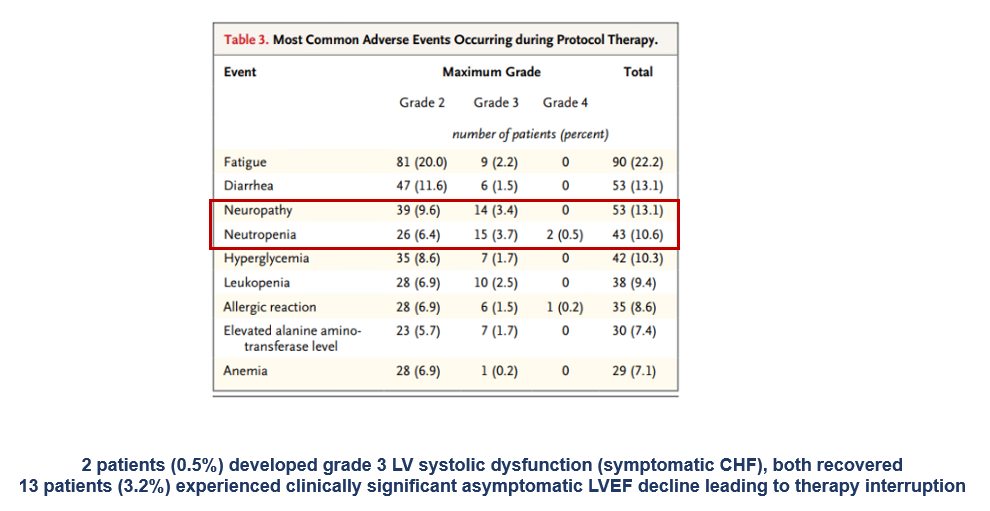 Table 3. Most Common Adverse Events Occurring during Protocol Therapy.
Event Maximum Grade Total
Grade 2 Grade 3 Grade 4
number of patients (percent)
Fatigue 81 (20.0) 9 (2.2) 0 90 (22.2)
Diarrhea 47 (11.6) 6 (1.5) 0 53 (13.1)
Neuropathy 39 (9.6) 14 (3.4) 0 53 (13.1)
Neutropenia 26 (6.4) 15 (3.7) 2 (0.5) 43 (10.6)
Hyperglycemia 35 (8.6) 7 (1.7) 0 42 (10.3)
Leukopenia 28 (6.9) 10 (2.5) 0 38 (9.4)
Allergic reaction 28 (6.9) 6 (1.5) 1 (0.2) 35 (8.6)
Elevated alanine amino- 23 (5.7) 7 (1.7) 0 30 (7.4)
transferase level
Anemia 28 (6.9) 1 (0.2) 0 29 (7.1)
2 patients (0.5%) developed grade 3 LV systolic dysfunction (symptomatic CHF), both recovered
13 patients (3.2%) experienced clinically significant asymptomatic LVEF decline leading to therapy interruption